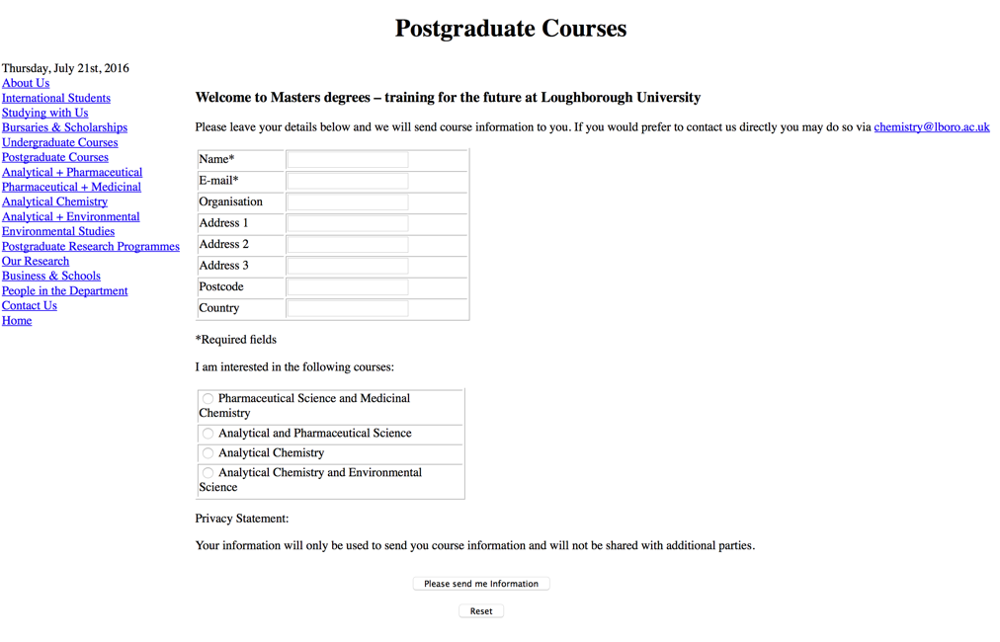 Postgraduate Courses
Thursday, July 21st, 2016
About Us
International Students
Studying with Us
Bursaries & Scholarships
Undergraduate Courses
Postgraduate Courses
Analytical + Pharmaceutical
Pharmaceutical + Medicinal
Analytical Chemistry
Analytical + Environmental
Environmental Studies
Postgraduate Research Programmes
Our Research
Business & Schools
People in the Department
Contact Us
Home
Welcome to Masters degrees – training for the future at Loughborough University
Please leave your details below and we will send course information to you. If you would prefer to contact us directly you may do so via chemistry@lboro.ac.uk
Name*
E-mail*
Organisation
Address 1
Address 2
Address 3
Postcode
Country
*Required fields
I am interested in the following courses:
Pharmaceutical Science and Medicinal
Chemistry
Analytical and Pharmaceutical Science
Analytical Chemistry
Analytical Chemistry and Environmental
Science
Privacy Statement:
Your information will only be used to send you course information and will not be shared with additional parties.
Please send me Information
Reset